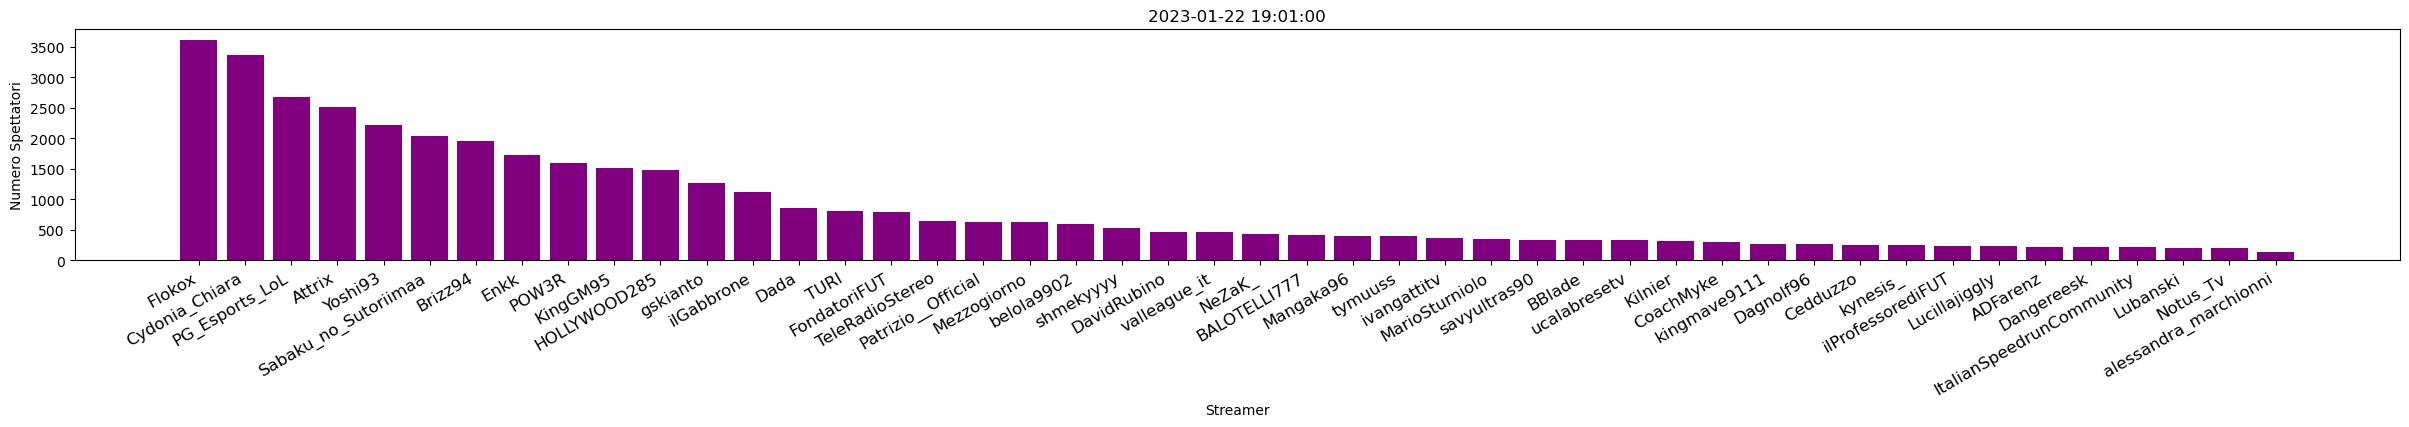 2023-01-22 19:01:00
Numero Spettatori
3500
3000
2500
2000
1500
1000
500
0
Flokox
Cydonia_Chiara
PG_Esports_LoL
Attrix
Yoshi93
Sabaku_no_Sutoriimaa
Brizz94
Enkk
POW3R
KingGM95
HOLLYWOOD285
gskianto
ilGabbrone
Dada
TURI
FondatoriFUT
TeleRadioStereo
Patrizio__Official
Mezzogiorno
belola9902
shmekyyyy
DavidRubino
valleague_it
NeZaK_
BALOTELLI777
Mangaka96
tymuuss
ivangattitv
MarioSturniolo
savyultras90
BBlade
ucalabresetv
Kilnier
CoachMyke
kingmave9111
Dagnolf96
Cedduzzo
kynesis_
ilProfessorediFUT
Lucillajiggly
ADFarenz
Dangereesk
ItalianSpeedrunCommunity
Lubanski
Notus_Tv
alessandra_marchionni
Streamer